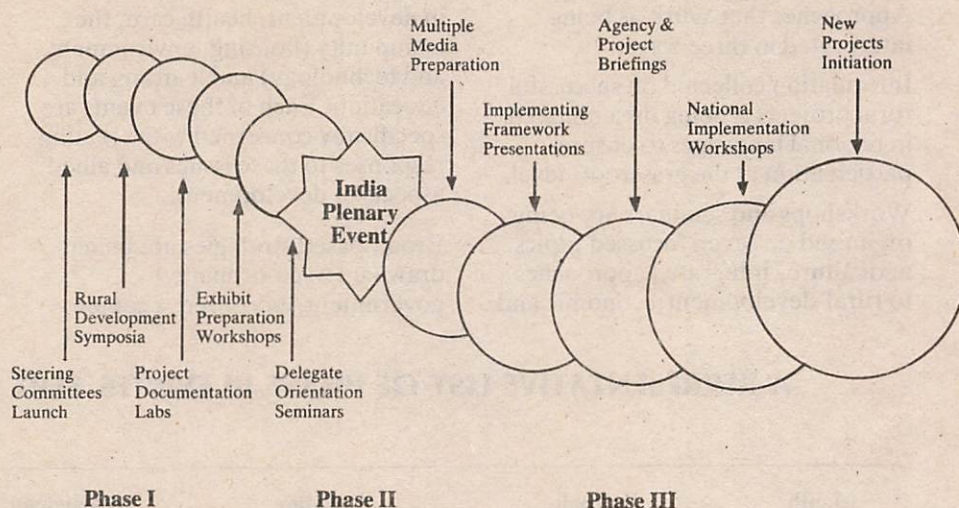 Multiple
Media
Preparation
Agency &
Project
Briefings
New
Projects
Initiation
Implementing
Framework
Presentations
National
Implementation
Workshops
India
Plenary
Event
Rural
Development
Symposia
Exhibit
Preparation
Workshops
Steering
Committees
Launch
Project
Documentation
Labs
Delegate
Orientation
Seminars
Phase I
Phase II
Phase III